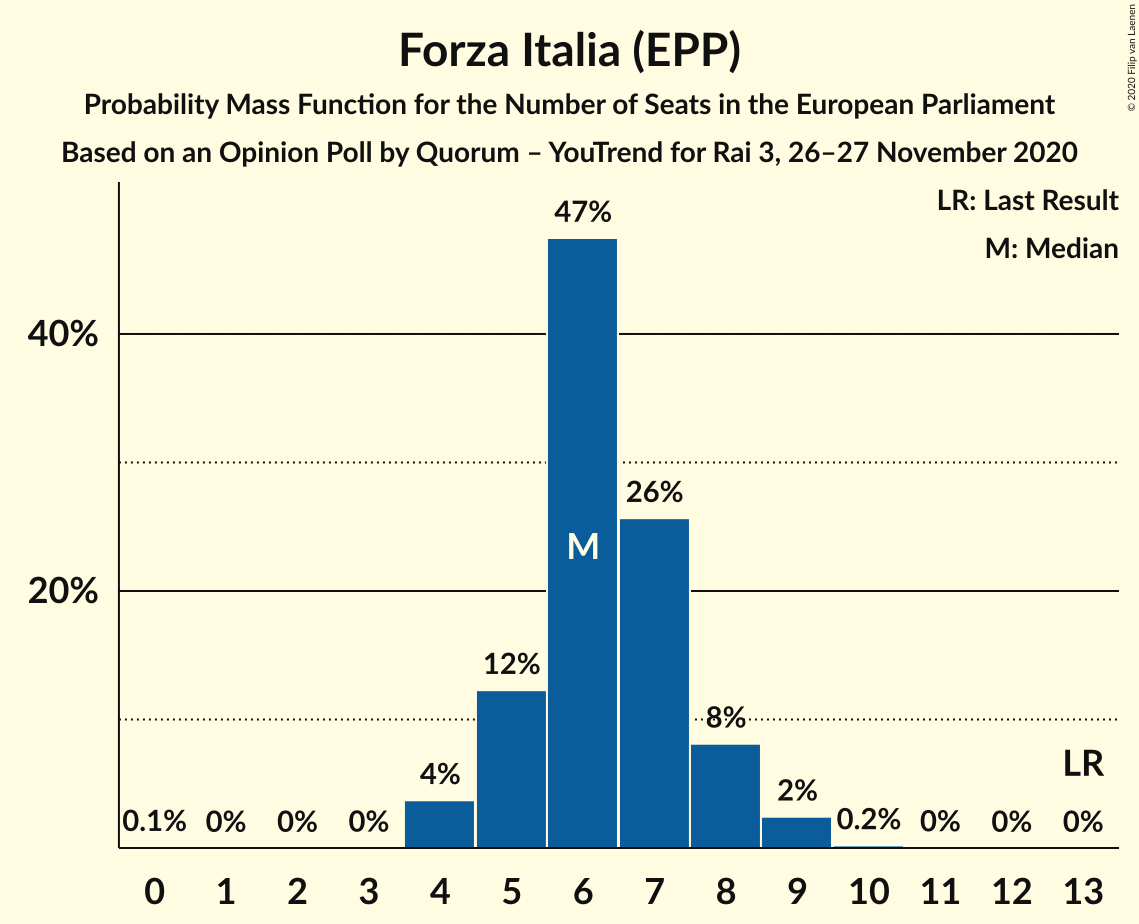 Forza Italia (EPP)
Probability Mass Function for the Number of Seats in the European Parliament
Based on an Opinion Poll by Quorum – YouTrend for Rai 3, 26–27 November 2020
© 2020 Filip van Laenen
LR: Last Result
M: Median
47%
40%
26%
M
20%
12%
8%
4%
LR
2%
0.1% 0% 0% 0% 0.2% 0% 0% 0%
0 1 2 3 4 5 6 7 8 9 10 11 12 13